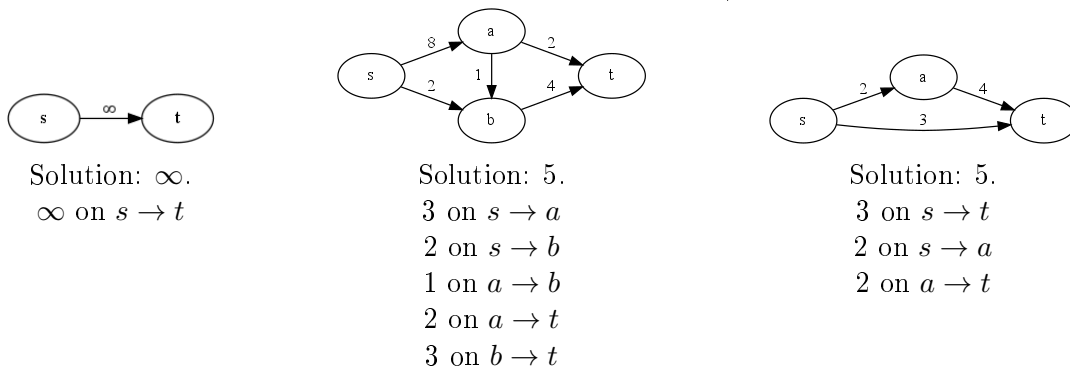 s
∞
t
Solution: ∞.
∞ on s → t
s
8
2
a
1
b
2
4
t
Solution: 5.
3 on s → a
2 on s → b
1 on a → b
2 on a → t
3 on b → t
s
2
a
4
3
t
Solution: 5.
3 on s → t
2 on s → a
2 on a → t